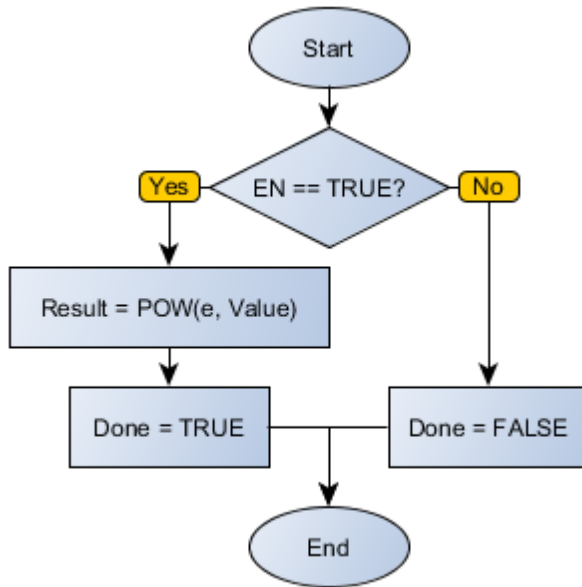 Start
EN == TRUE?
Yes
No
Result = POW(e, Value)
Done = TRUE
Done = FALSE
End